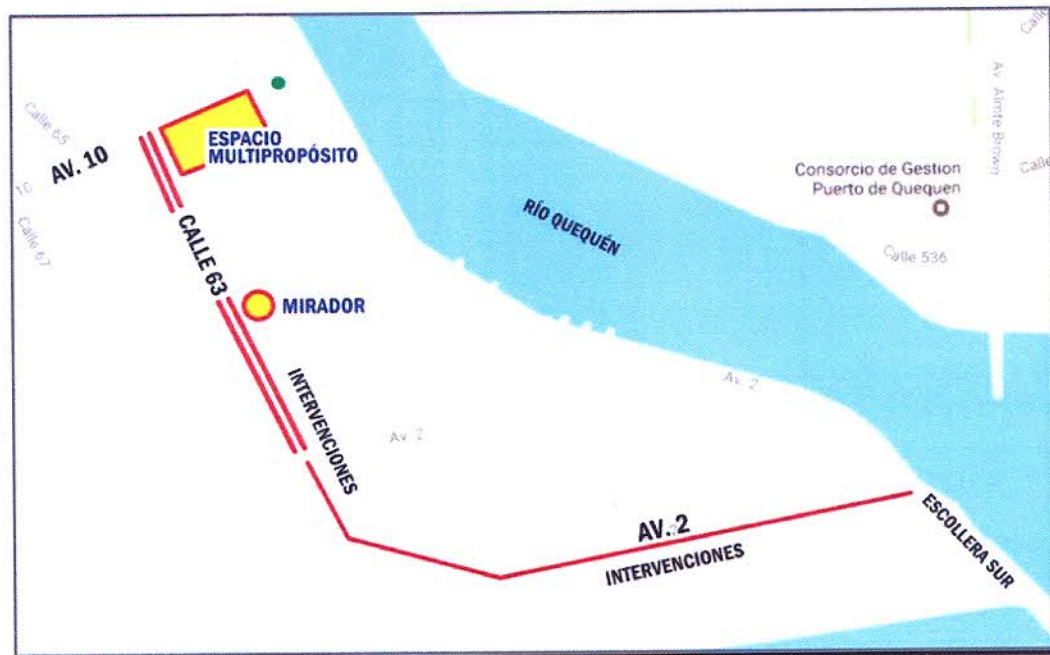 Calle 65
AV. 10
10
Calle 67
ESPACIO
MULTIPROPÓSITO
CALLE 63
MIRADOR
INTERVENCIONES
RÍO QUEQUÉN
Av. Almte Brown
Consorcio de Gestion
Puerto de Quequen
Calle
Calle 536
Av. 2
Av. 2
AV. 2
INTERVENCIONES
ESCOLLERA SUR